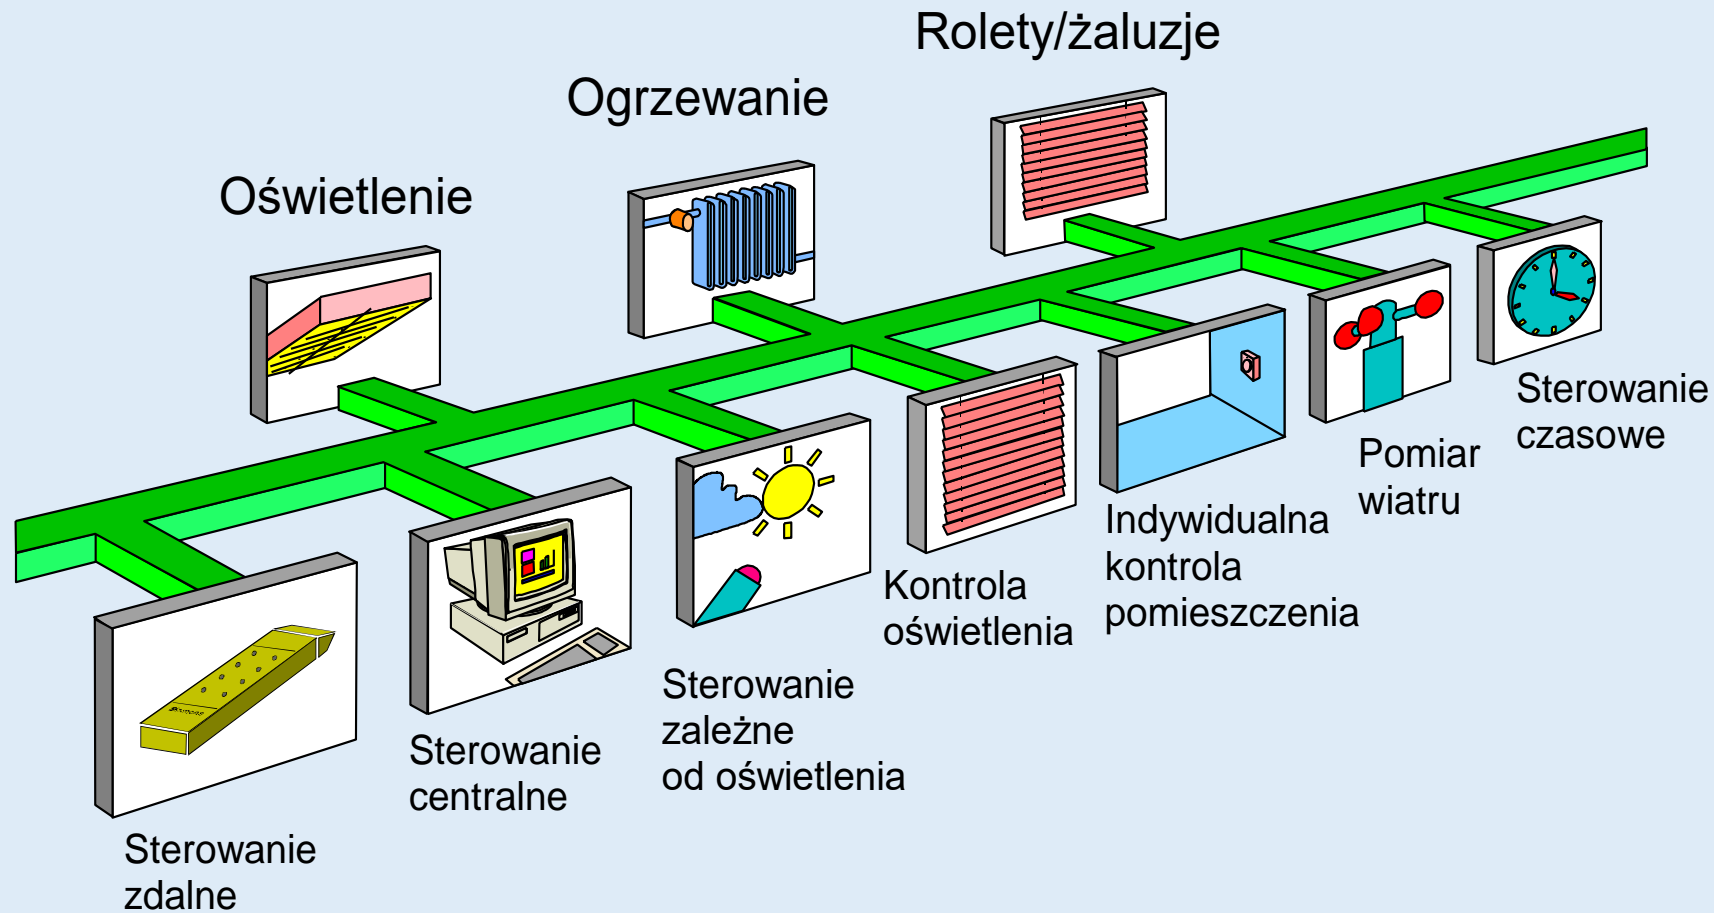 Rolety/żaluzje
Ogrzewanie
Oświetlenie
Sterowanie
czasowe
Pomiar
wiatru
Indywidualna
kontrola
pomieszczenia
Kontrola
oświetlenia
Sterowanie
zależne
od oświetlenia
Sterowanie
centralne
Sterowanie
zdalne